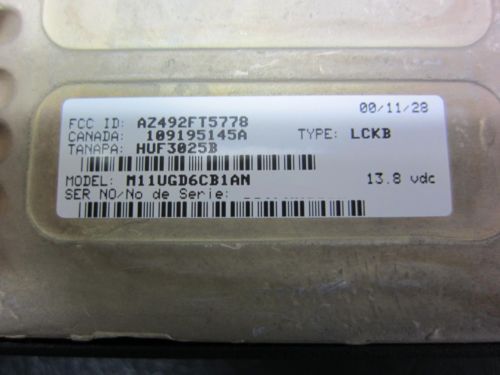 00/11/28
FCC ID: AZ492FT5778
CANADA: 109195145A TYPE: LCKB
TANAPA: HUF3025B
MODEL: M11UGD6CB1AN 13.8 vdc
SER NO/No de Serie: